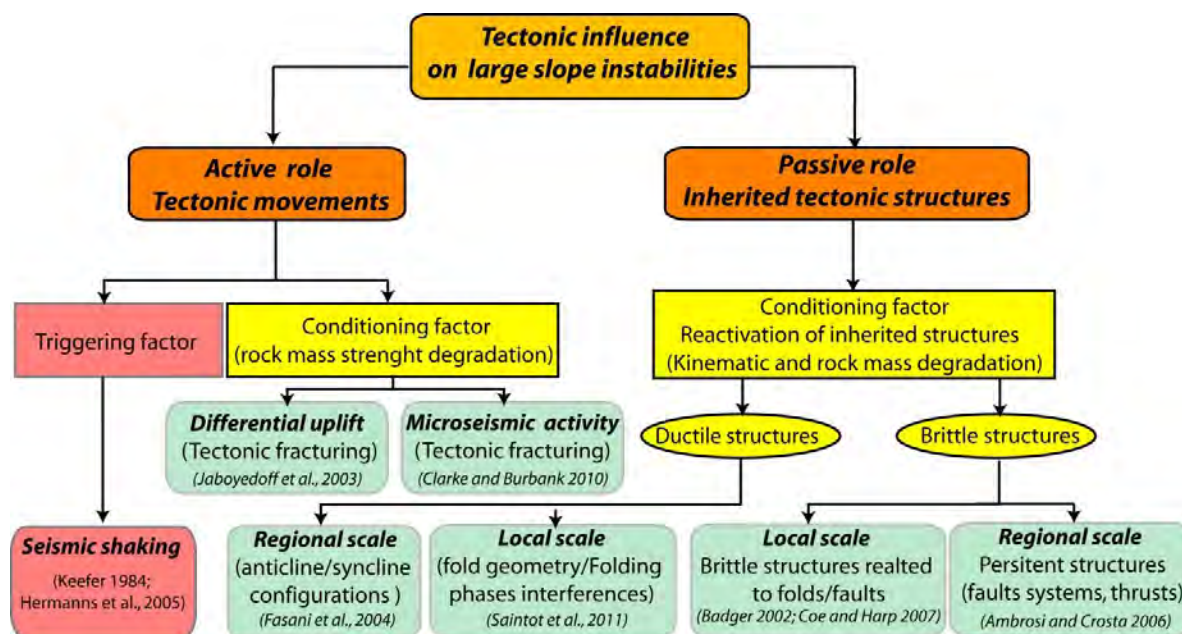 Tectonic influence
on large slope instabilities
Active role
Tectonic movements
Passive role
Inherited tectonic structures
Triggering factor
Conditioning factor
(rock mass strenght degradation)
Conditioning factor
Reactivation of inherited structures
(Kinematic and rock mass degradation)
Differential uplift
(Tectonic fracturing)
(Jaboyedoff et al., 2003)
Microseismic activity
(Tectonic fracturing)
(Clarke and Burbank 2010)
Ductile structures
Brittle structures
Seismic shaking
(Keefer 1984;
Hermanns et al., 2005)
Regional scale
(anticline/syncline
configurations )
(Fasani et al., 2004)
Local scale
(fold geometry/Folding
phases interferences)
(Saintot et al., 2011)
Local scale
Brittle structures realted
to folds/faults
(Badger 2002; Coe and Harp 2007)
Regional scale
Persitent structures
(faults systems, thrusts)
(Ambrosi and Crosta 2006)